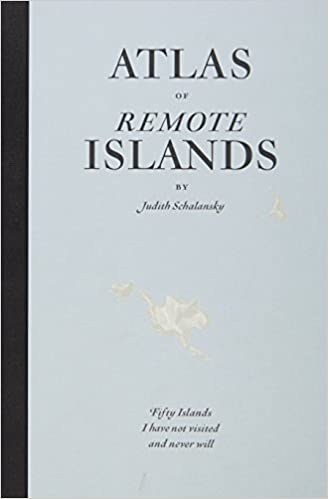 ATLAS
OF
REMOTE
ISLANDS
BY
Judith Schalansky
Fifty Islands
I have not visited
and never will